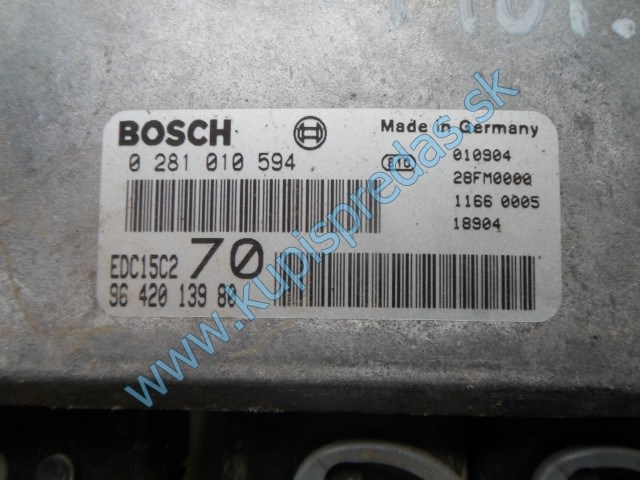 BOSCH
Made in Germany
0 281 010 594
e10
010904
28FM0000
1166 0005
18904
EDC15C2 70
96 420 139 80
www.kupispredas.sk